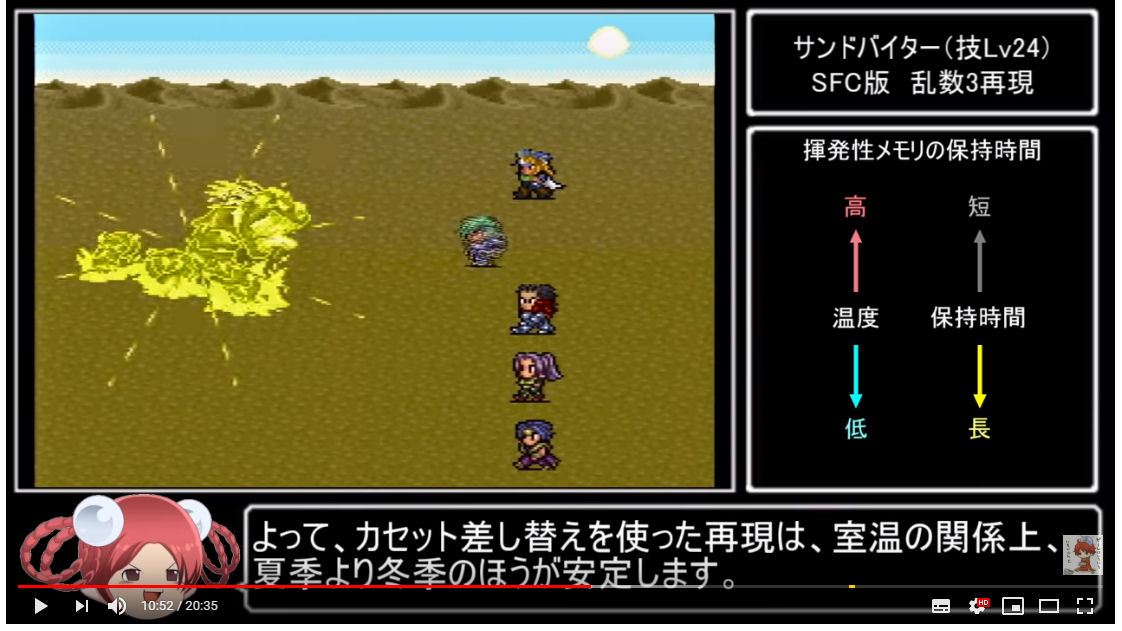 サンドバイター(技Lv24)
SFC版 乱数3再現
揮発性メモリの保持時間
高 短
温度 保持時間
低 長
よって、カセット差し替えを使った再現は、室温の関係上、
夏季より冬季のほうが安定します。
10:52 / 20:35
HD